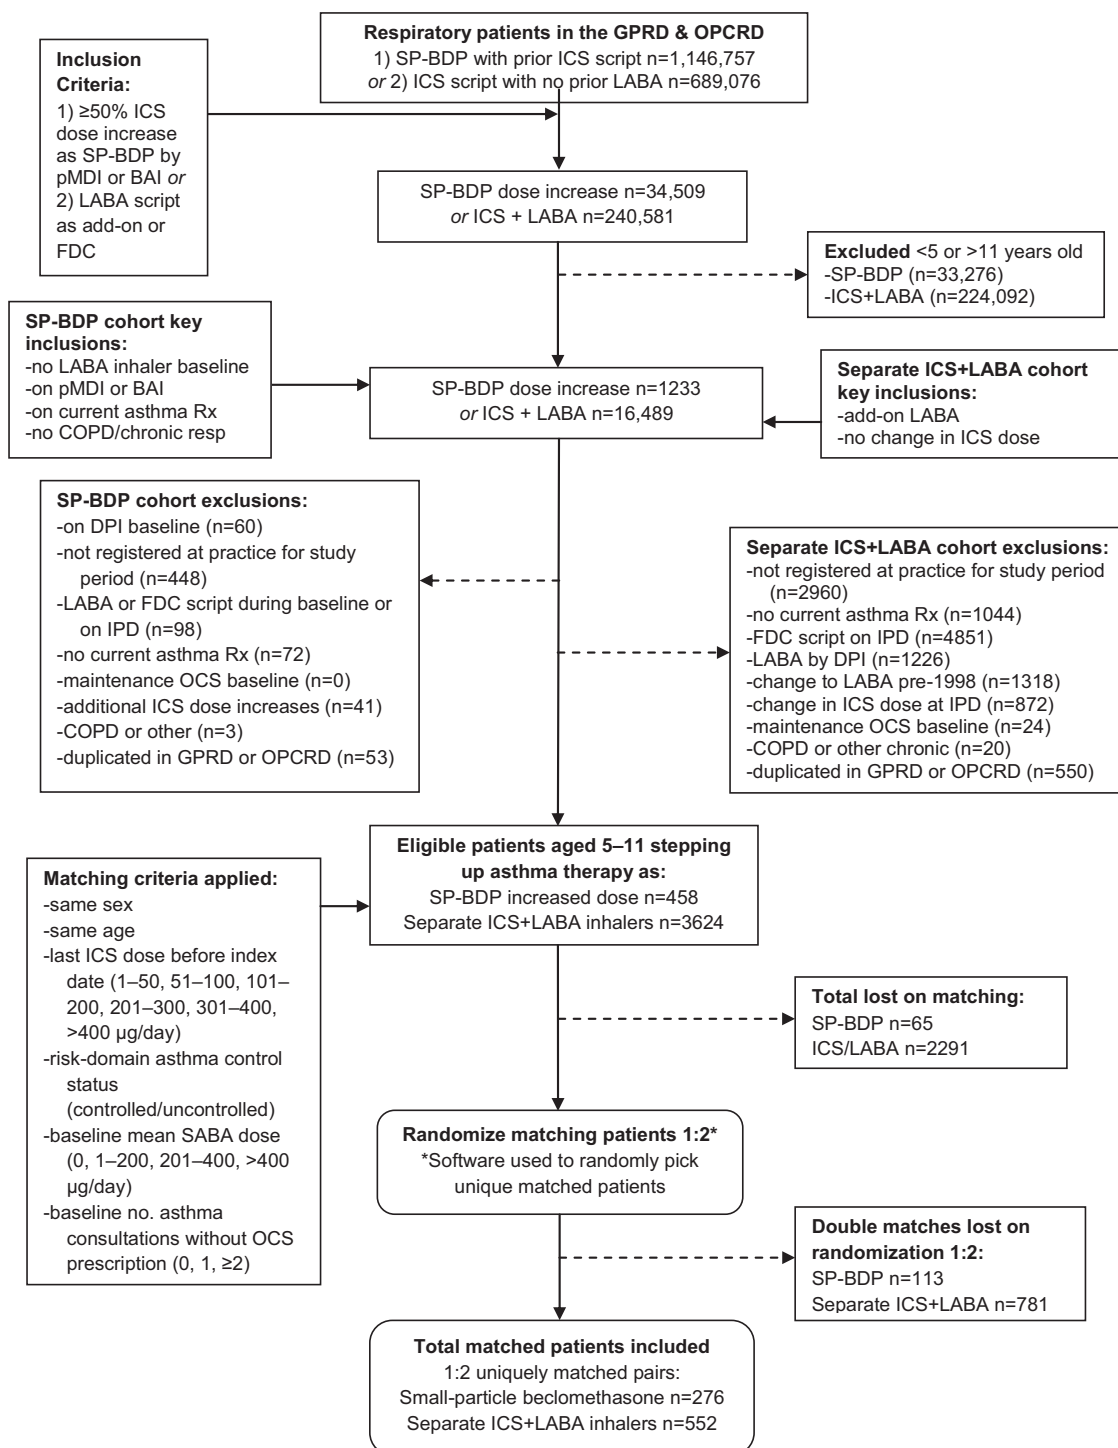 Respiratory patients in the GPRD & OPCRD
1) SP-BDP with prior ICS script n=1,146,757
or 2) ICS script with no prior LABA n=689,076
Inclusion
Criteria:
1) ≥50% ICS
dose increase
as SP-BDP by
pMDI or BAI or
2) LABA script
as add-on or
FDC
SP-BDP dose increase n=34,509
or ICS + LABA n=240,581
Excluded <5 or >11 years old
-SP-BDP (n=33,276)
-ICS+LABA (n=224,092)
SP-BDP cohort key
inclusions:
-no LABA inhaler baseline
-on pMDI or BAI
-on current asthma Rx
-no COPD/chronic resp
SP-BDP dose increase n=1233
or ICS + LABA n=16,489
Separate ICS+LABA cohort
key inclusions:
-add-on LABA
-no change in ICS dose
SP-BDP cohort exclusions:
-on DPI baseline (n=60)
-not registered at practice for study
period (n=448)
-LABA or FDC script during baseline or
on IPD (n=98)
-no current asthma Rx (n=72)
-maintenance OCS baseline (n=0)
-additional ICS dose increases (n=41)
-COPD or other (n=3)
-duplicated in GPRD or OPCRD (n=53)
Separate ICS+LABA cohort exclusions:
-not registered at practice for study period
(n=2960)
-no current asthma Rx (n=1044)
-FDC script on IPD (n=4851)
-LABA by DPI (n=1226)
-change to LABA pre-1998 (n=1318)
-change in ICS dose at IPD (n=872)
-maintenance OCS baseline (n=24)
-COPD or other chronic (n=20)
-duplicated in GPRD or OPCRD (n=550)
Eligible patients aged 5–11 stepping
up asthma therapy as:
SP-BDP increased dose n=458
Separate ICS+LABA inhalers n=3624
Matching criteria applied:
-same sex
-same age
-last ICS dose before index
date (1–50, 51–100, 101–
200, 201–300, 301–400,
>400 µg/day)
-risk-domain asthma control
status
(controlled/uncontrolled)
-baseline mean SABA dose
(0, 1–200, 201–400, >400
µg/day)
-baseline no. asthma
consultations without OCS
prescription (0, 1, ≥2)
Total lost on matching:
SP-BDP n=65
ICS/LABA n=2291
Randomize matching patients 1:2*
*Software used to randomly pick
unique matched patients
Double matches lost on
randomization 1:2:
SP-BDP n=113
Separate ICS+LABA n=781
Total matched patients included
1:2 uniquely matched pairs:
Small-particle beclomethasone n=276
Separate ICS+LABA inhalers n=552